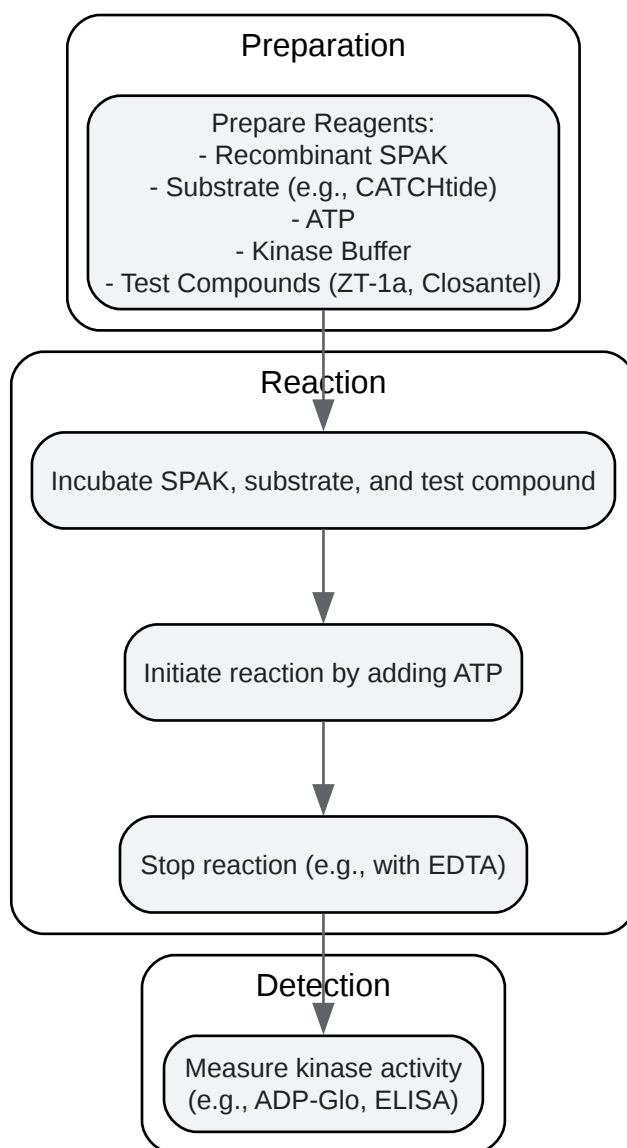 Preparation
Prepare Reagents:
- Recombinant SPAK
- Substrate (e.g., CATCHtide)
- ATP
- Kinase Buffer
- Test Compounds (ZT-1a, Closantel)
Reaction
Incubate SPAK, substrate, and test compound
Initiate reaction by adding ATP
Stop reaction (e.g., with EDTA)
Detection
Measure kinase activity
(e.g., ADP-Glo, ELISA)